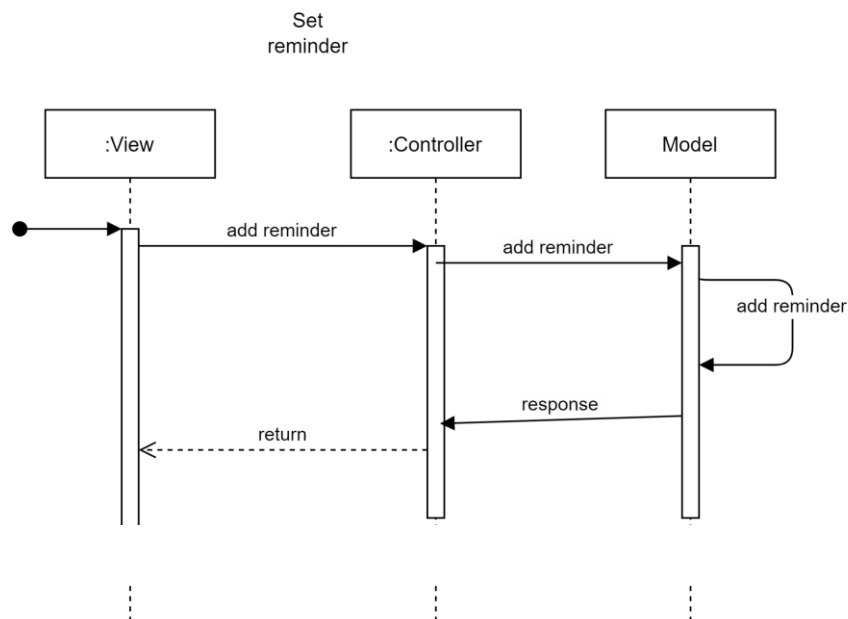 Set
reminder
:View
:Controller
Model
add reminder
add reminder
add reminder
response
return